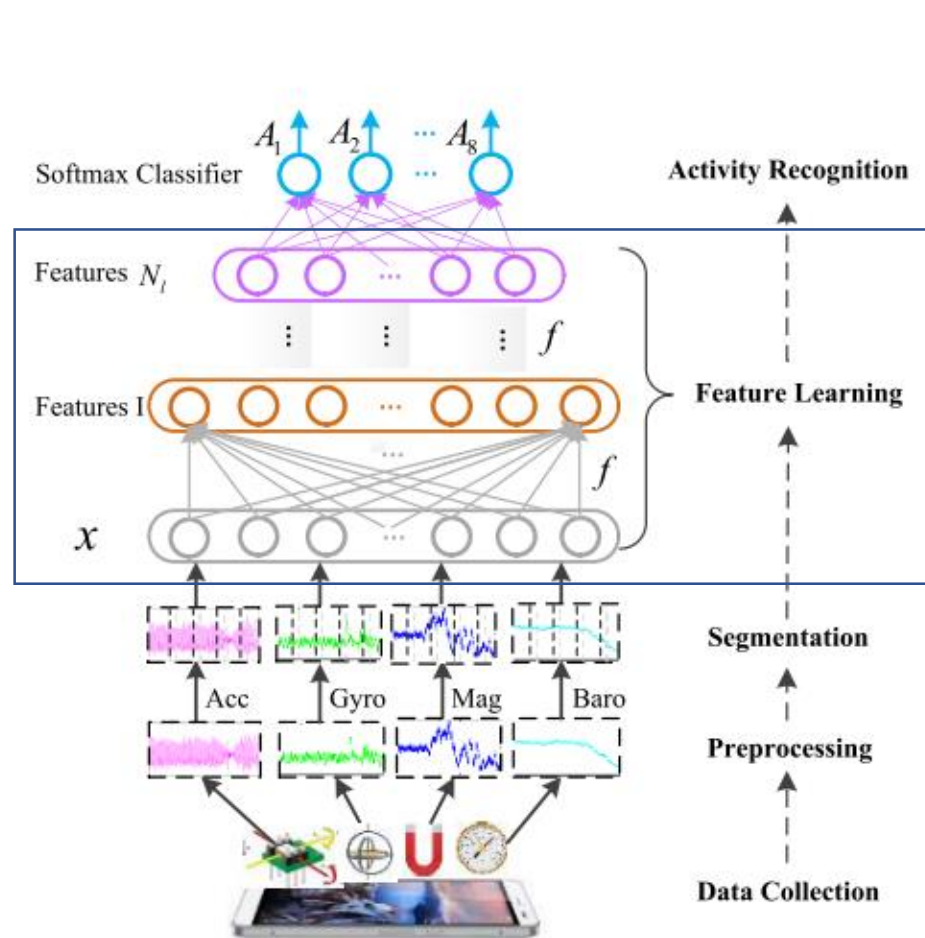 A₁ A₂ ... A₈
Softmax Classifier
Activity Recognition
Features Nₗ
...
f
Features I
...
Feature Learning
...
f
x
...
Segmentation
Acc Gyro Mag Baro
Preprocessing
Data Collection